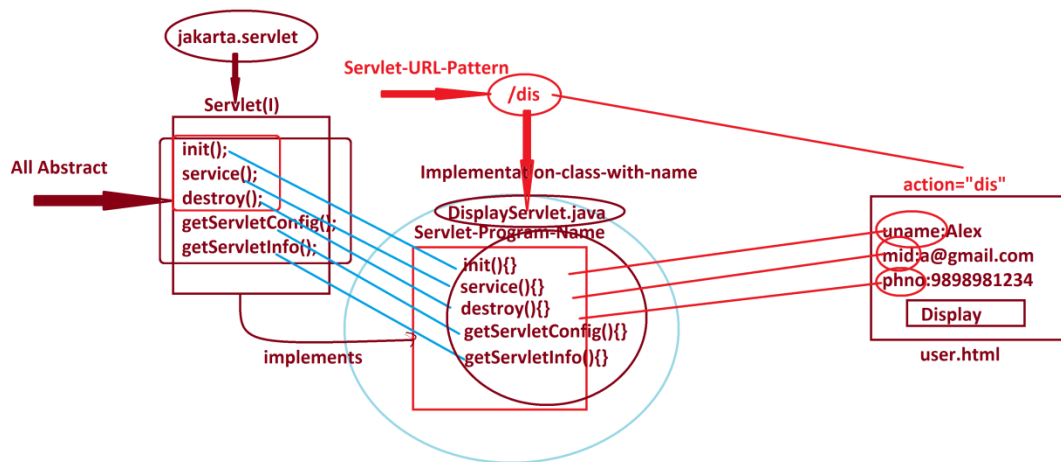 jakarta.servlet
Servlet-URL-Pattern
/dis
Servlet(I)
All Abstract
init();
service();
destroy();
getServletConfig();
getServletInfo();
implements
Implementation-class-with-name
DisplayServlet.java
Servlet-Program-Name
init(){}
service(){}
destroy(){}
getServletConfig(){}
getServletInfo(){}
action="dis"
uname:Alex
mid:a@gmail.com
phno:9898981234
Display
user.html